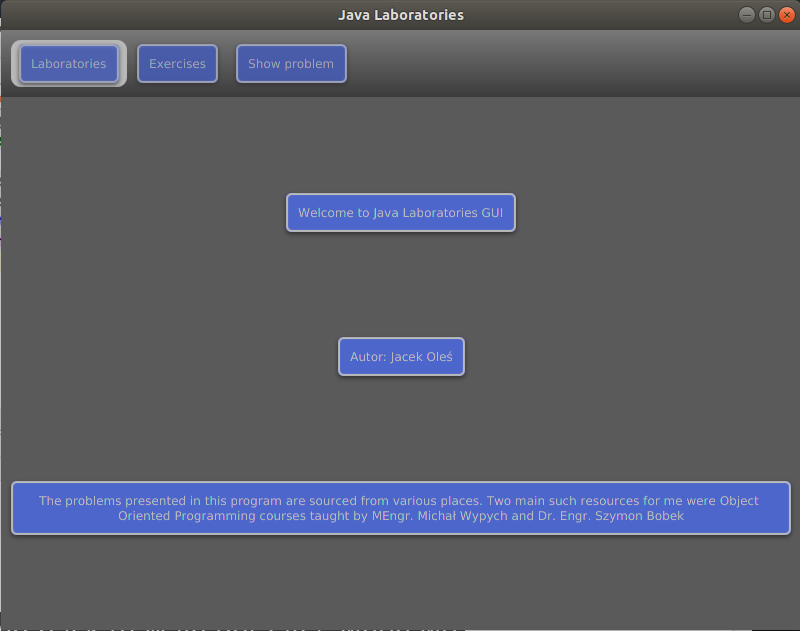 Java Laboratories
Laboratories
Exercises
Show problem
Welcome to Java Laboratories GUI
Autor: Jacek Oleś
The problems presented in this program are sourced from various places. Two main such resources for me were Object
Oriented Programming courses taught by MEngr. Michał Wypych and Dr. Engr. Szymon Bobek